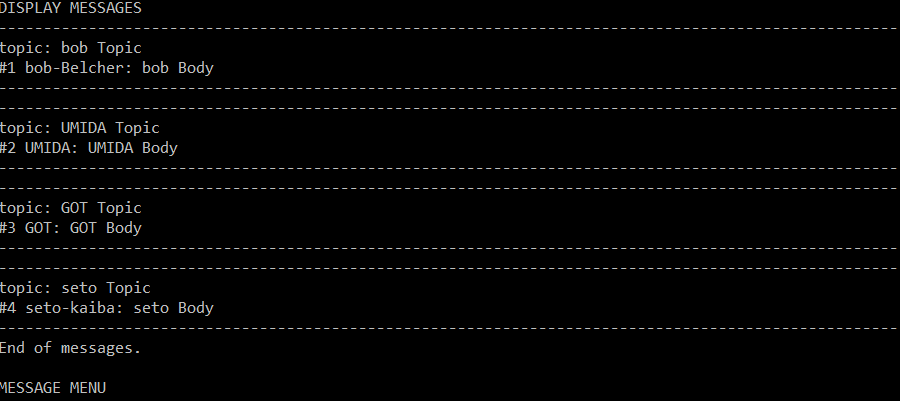 DISPLAY MESSAGES
----------------------------------------------------------------------------------------------------
topic: bob Topic
#1 bob-Belcher: bob Body
----------------------------------------------------------------------------------------------------
----------------------------------------------------------------------------------------------------
topic: UMIDA Topic
#2 UMIDA: UMIDA Body
----------------------------------------------------------------------------------------------------
----------------------------------------------------------------------------------------------------
topic: GOT Topic
#3 GOT: GOT Body
----------------------------------------------------------------------------------------------------
----------------------------------------------------------------------------------------------------
topic: seto Topic
#4 seto-kaiba: seto Body
----------------------------------------------------------------------------------------------------
End of messages.
MESSAGE MENU